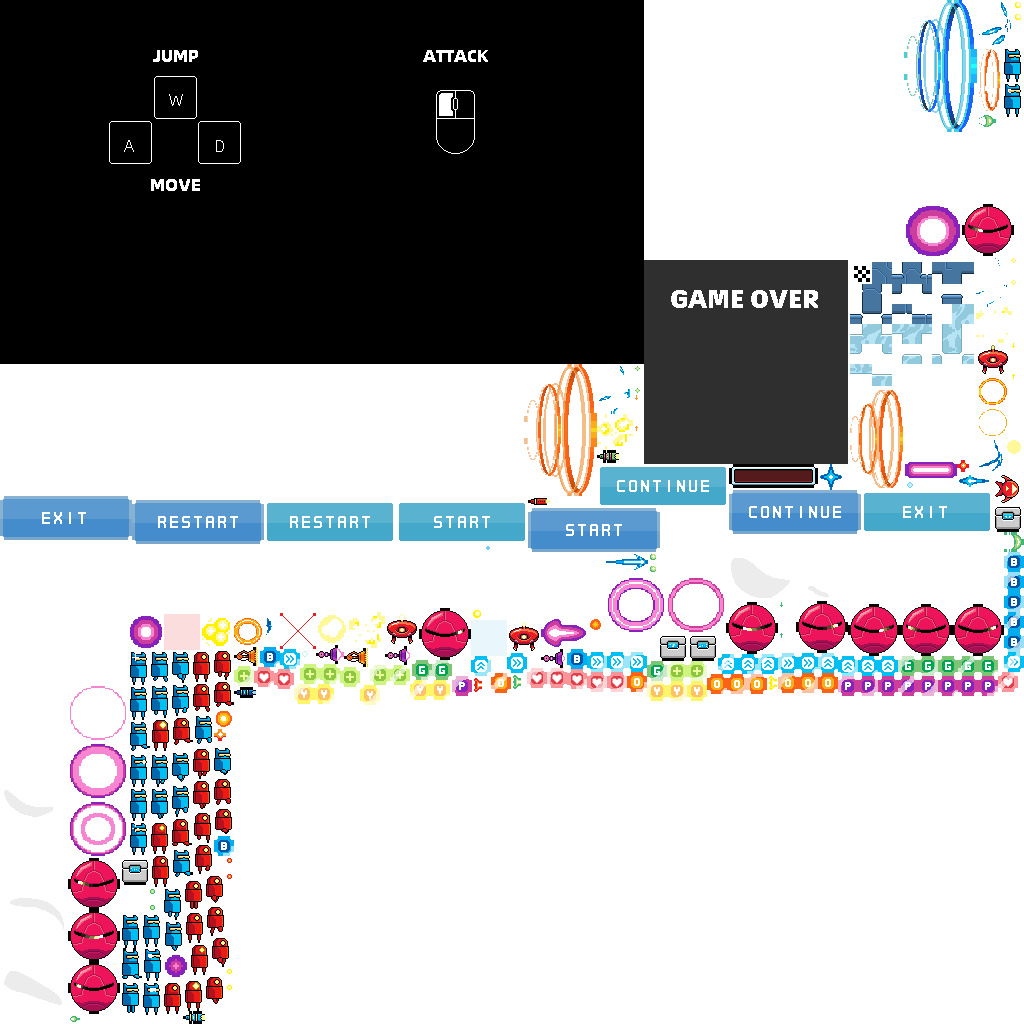 JUMP
ATTACK
W
A
D
MOVE
GAME OVER
CONTINUE
EXIT
RESTART
RESTART
START
START
CONTINUE
EXIT